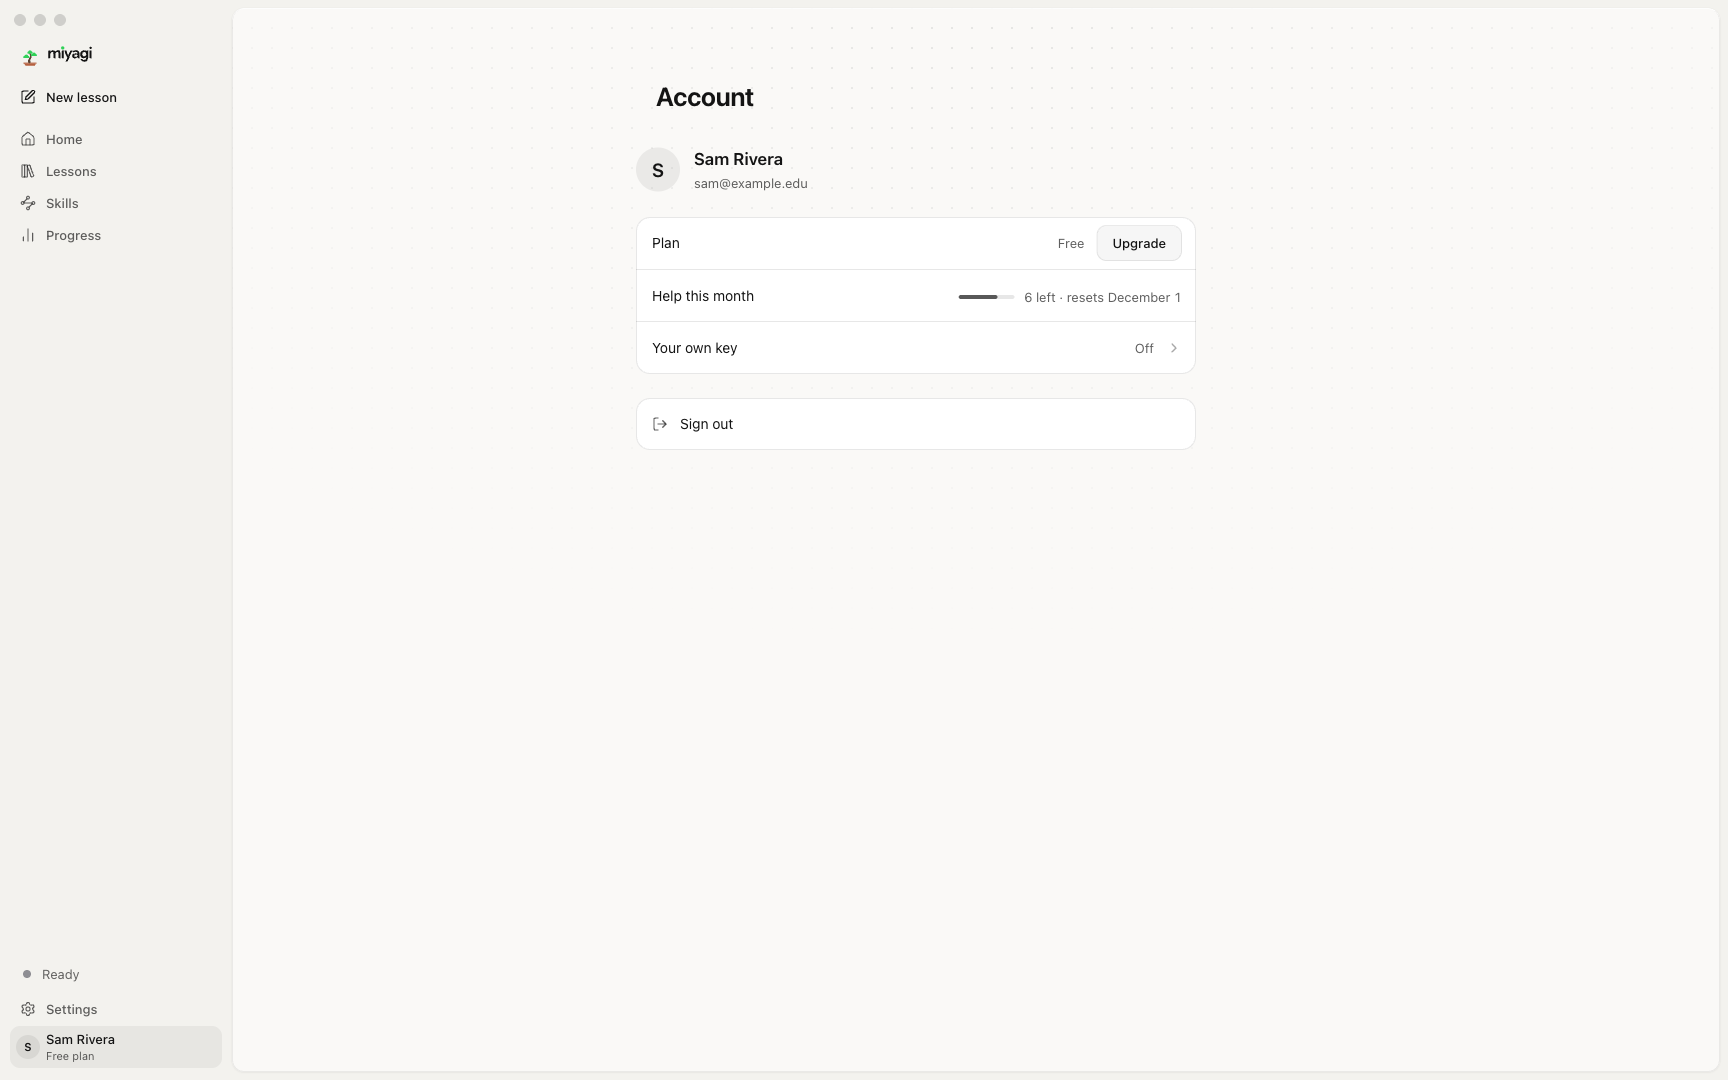 miyagi
New lesson
Home
Lessons
Skills
Progress
Ready
Settings
S
Sam Rivera
Free plan
Account
S
Sam Rivera
sam@example.edu
Plan
Free
Upgrade
Help this month
6 left · resets December 1
Your own key
Off
Sign out